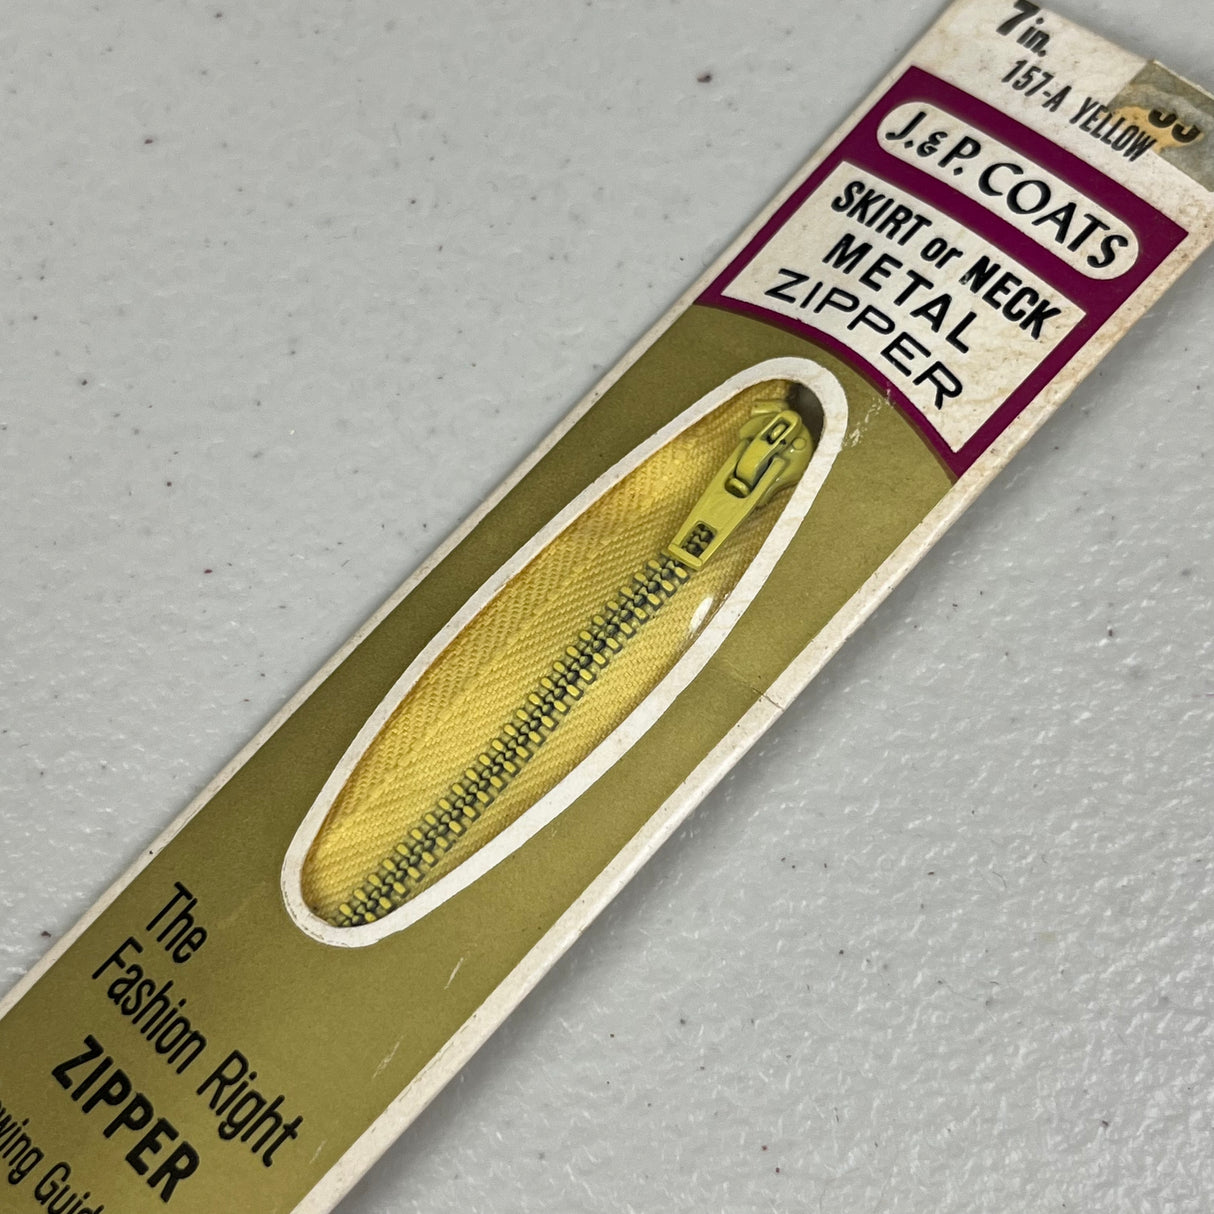 7 in.
157-A YELLOW
J. & P. COATS
SKIRT or NECK
METAL
ZIPPER
The
Fashion Right
ZIPPER